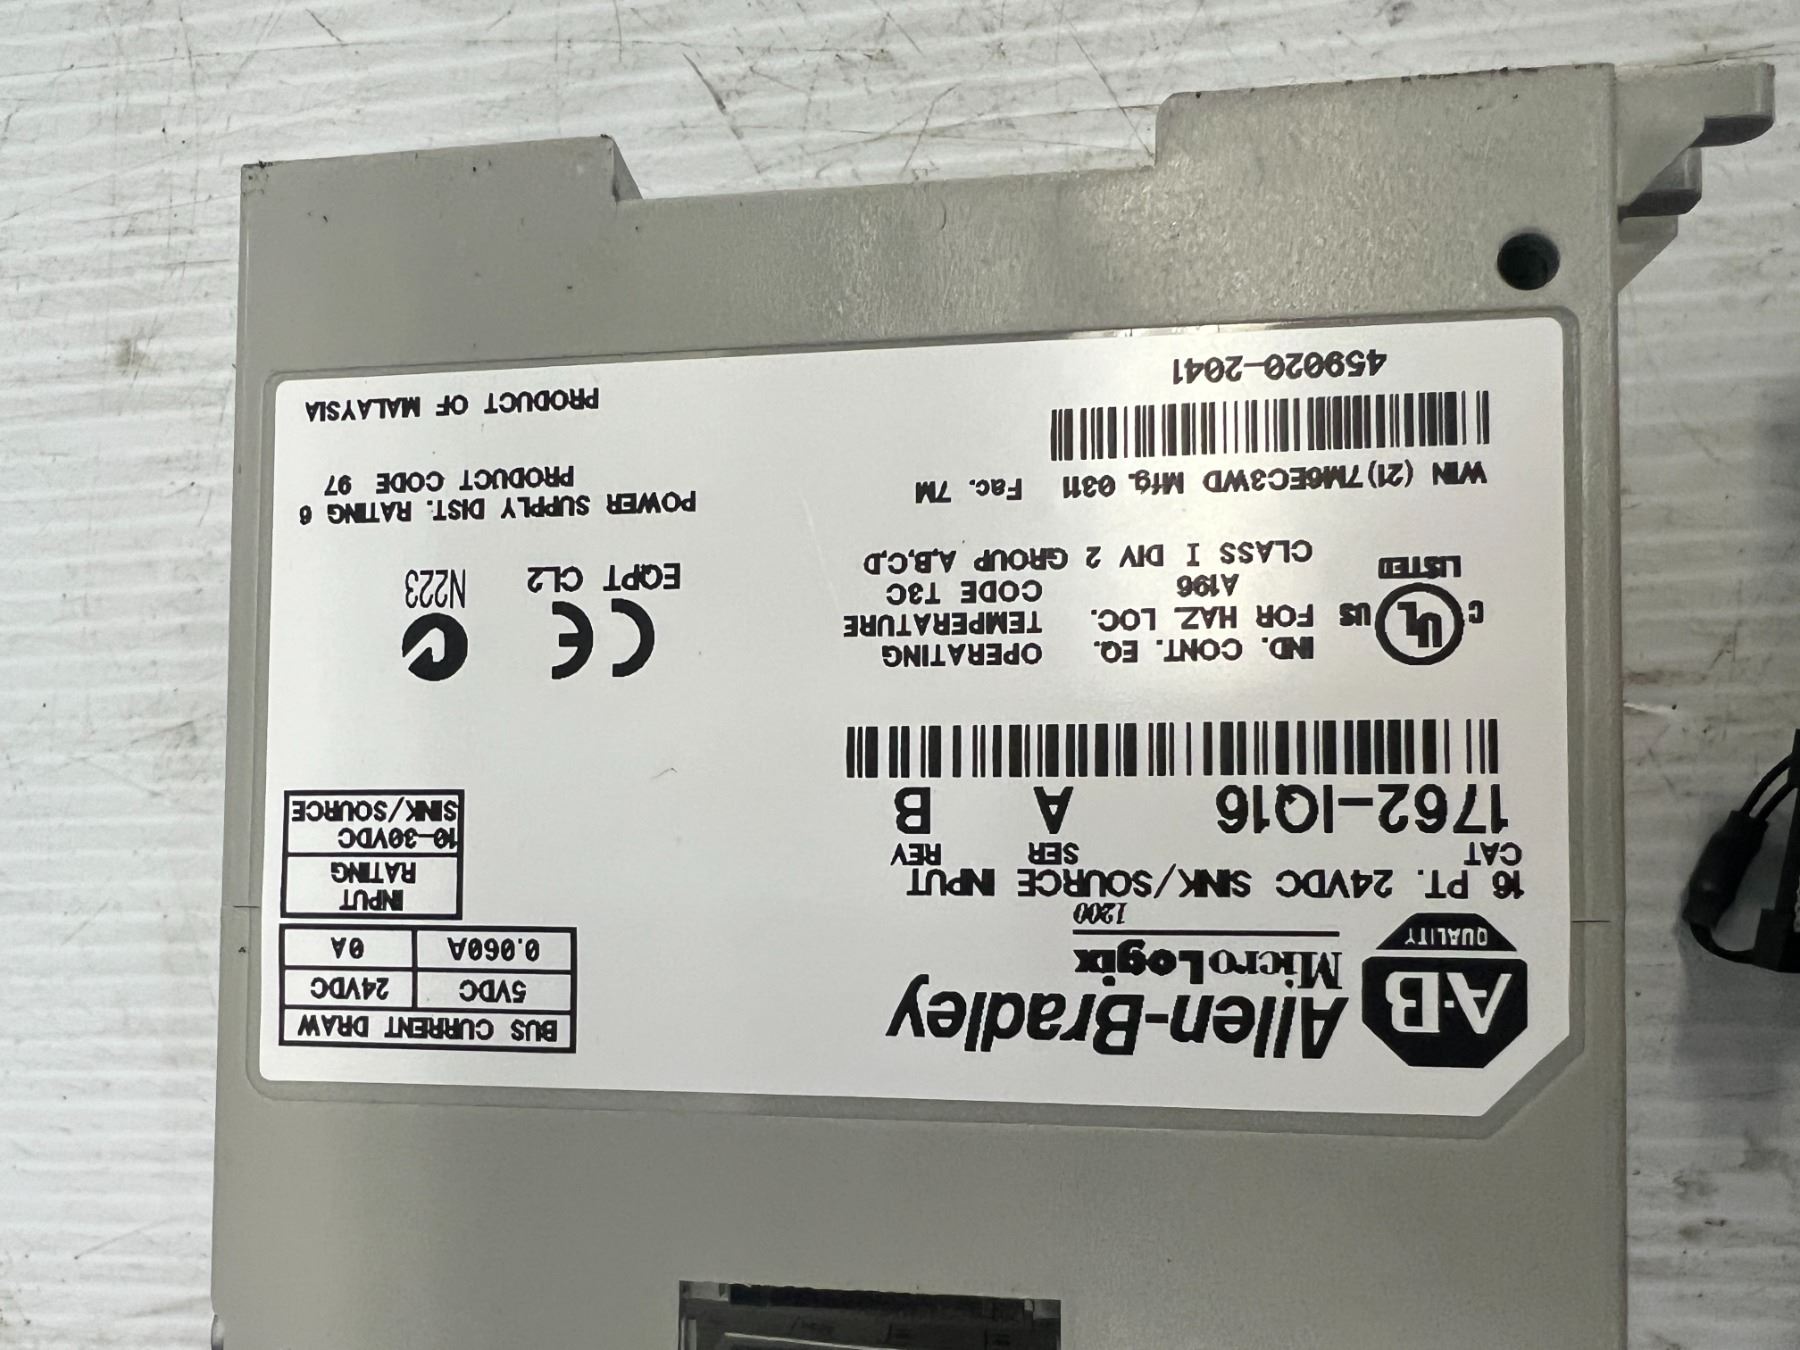 A-B
QUALITY
Allen-Bradley
MicroLogix
1200
16 PT. 24VDC SINK/SOURCE INPUT
CAT SER REV
1762-IQ16 A B
IND. CONT. EQ.
FOR HAZ. LOC.
A196
C UL US
LISTED
OPERATING
TEMPERATURE
CODE T3C
CLASS I DIV 2 GROUP A,B,C,D
WIN (21)7M6EC3WD Mfg. 0311 Fac. 7M
459020-2041
BUS CURRENT DRAW
5VDC 24VDC
0.060A 0A
INPUT
RATING
10-30VDC
SINK/SOURCE
CE
EQPT CL2
N223
POWER SUPPLY DIST. RATING 6
PRODUCT CODE 97
PRODUCT OF MALAYSIA